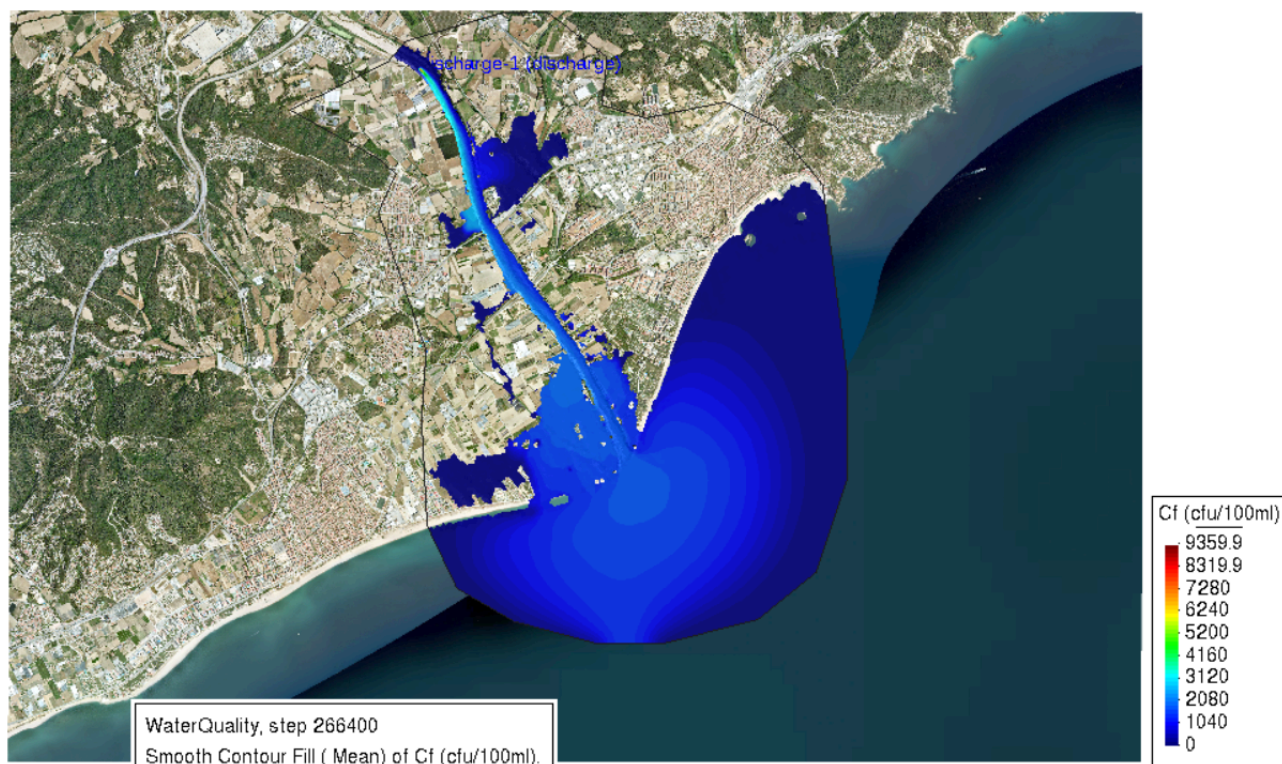 scharge-1 (discharge)
Cf (cfu/100ml)
9359.9
8319.9
7280
6240
5200
4160
3120
2080
1040
0
WaterQuality, step 266400
Smooth Contour Fill ( Mean) of Cf (cfu/100ml).